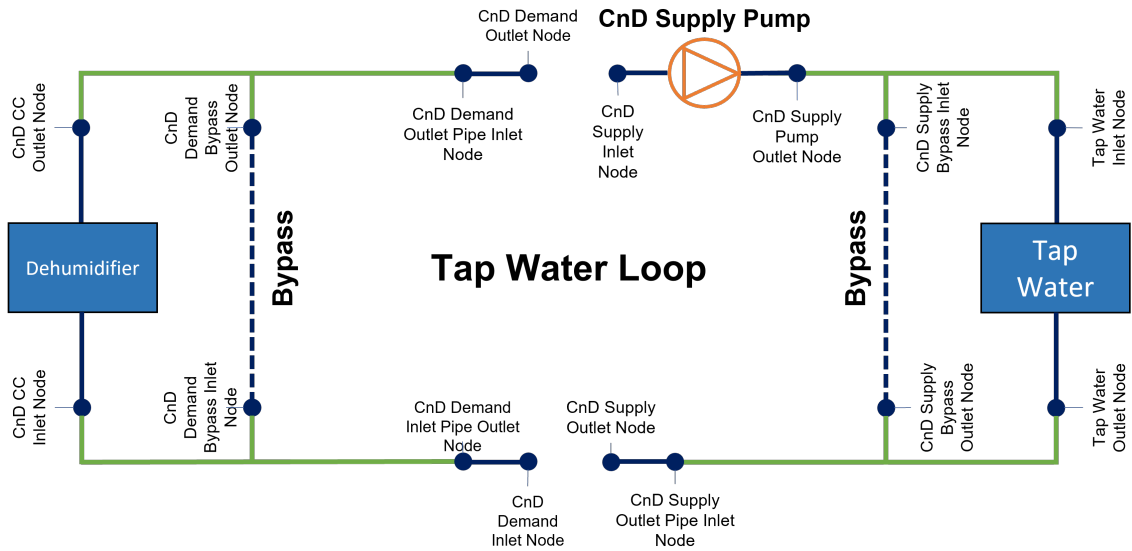 CnD Demand
Outlet Node
CnD Supply Pump
CnD CC
Outlet Node
CnD
Demand
Bypass
Outlet Node
CnD Demand
Outlet Pipe Inlet
Node
CnD
Supply
Inlet
Node
CnD Supply
Pump
Outlet Node
CnD Supply
Bypass Inlet
Node
Tap Water
Inlet Node
Dehumidifier
Bypass
Tap Water Loop
Bypass
Tap
Water
CnD CC
Inlet Node
CnD
Demand
Bypass Inlet
Node
CnD Demand
Inlet Pipe Outlet
Node
CnD Supply
Outlet Node
CnD Supply
Bypass
Outlet Node
Tap Water
Outlet Node
CnD
Demand
Inlet Node
CnD Supply
Outlet Pipe Inlet
Node